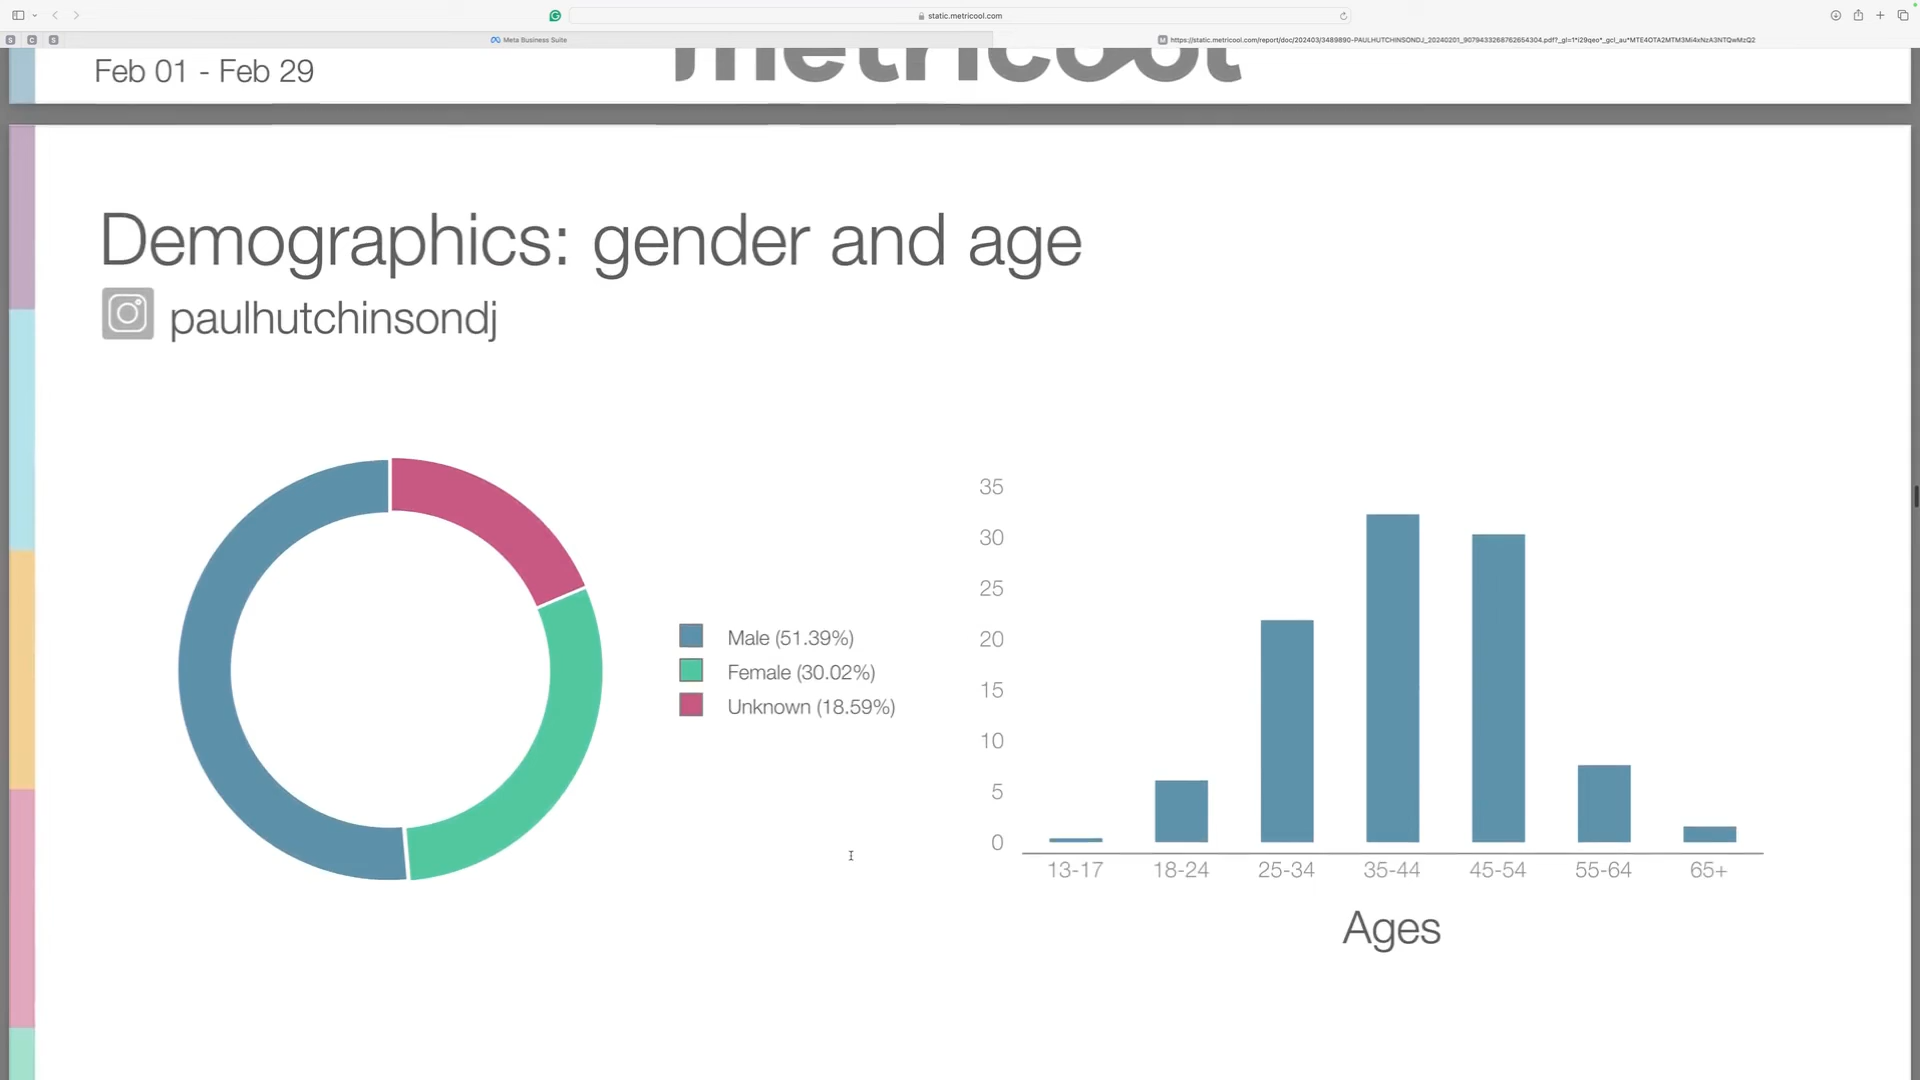 static.metricool.com
S
C
S
Meta Business Suite
M
Feb 01 - Feb 29
metricool
Demographics: gender and age
paulhutchinsondj
Male (51.39%)
Female (30.02%)
Unknown (18.59%)
35
30
25
20
15
10
5
0
13-17
18-24
25-34
35-44
45-54
55-64
65+
Ages